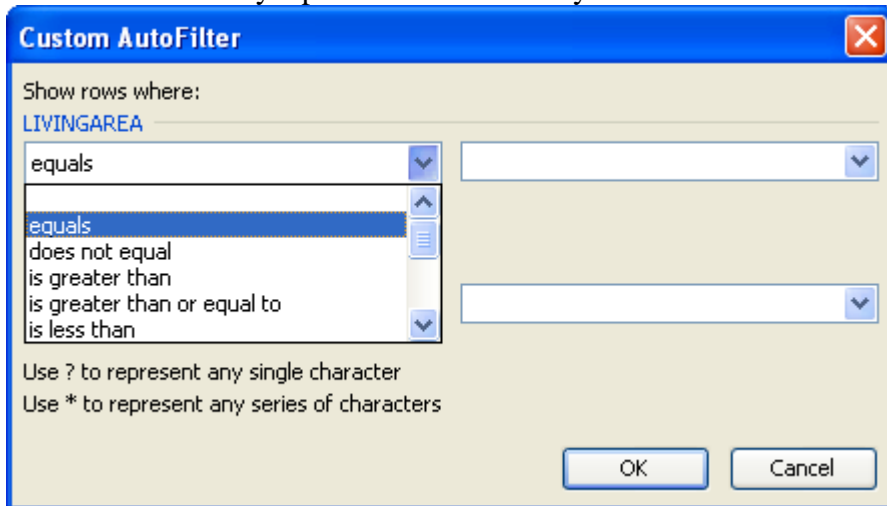 Custom AutoFilter
Show rows where:
LIVINGAREA
equals
equals
does not equal
is greater than
is greater than or equal to
is less than
Use ? to represent any single character
Use * to represent any series of characters
OK Cancel